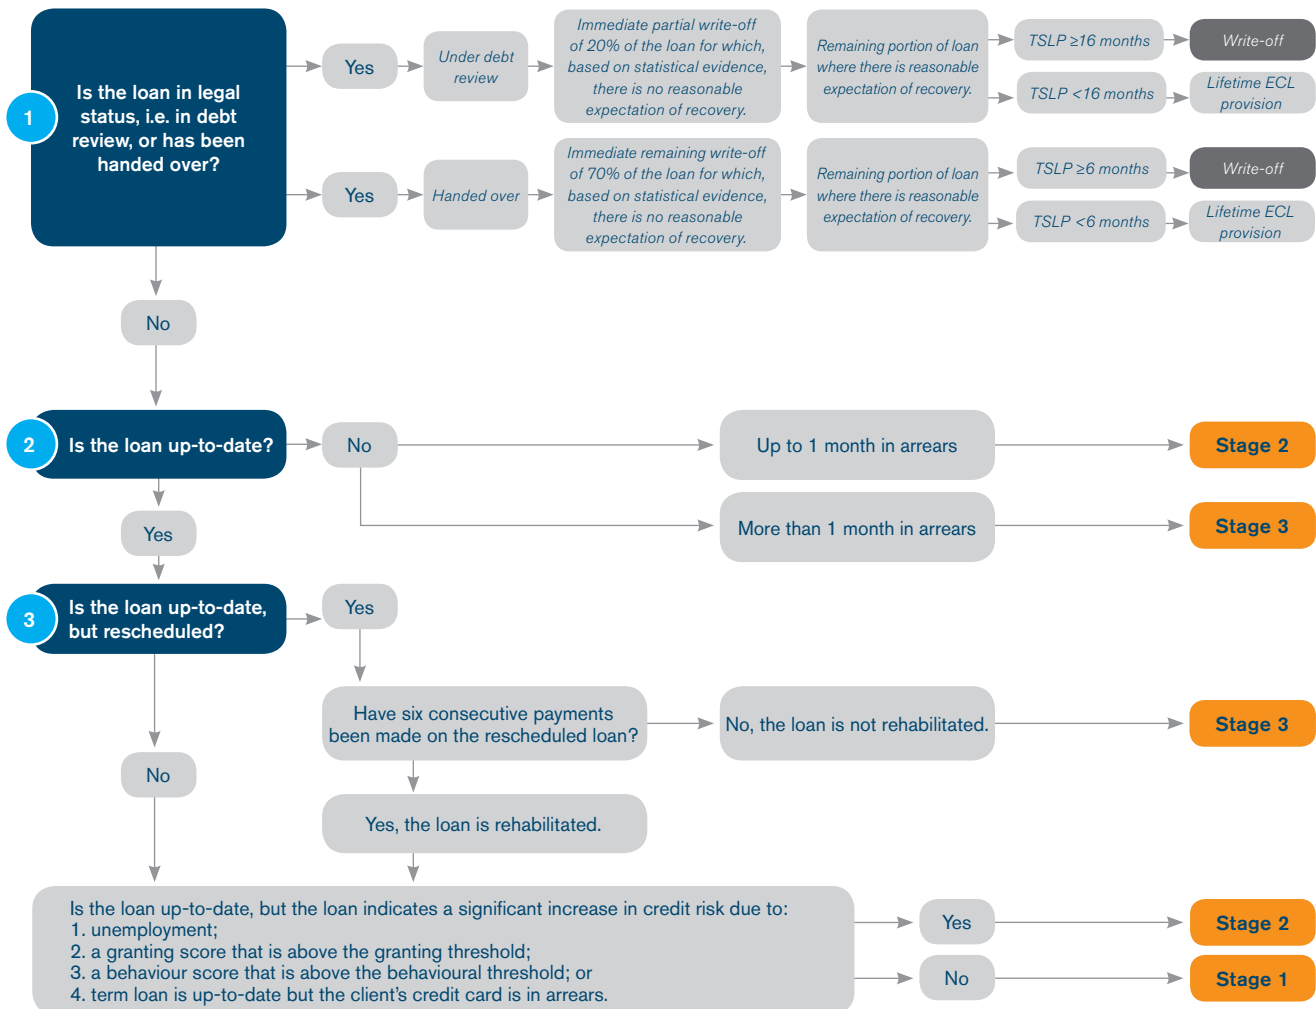 1
Is the loan in legal
status, i.e. in debt
review, or has been
handed over?
Yes
Under debt
review
Immediate partial write-off
of 20% of the loan for which,
based on statistical evidence,
there is no reasonable
expectation of recovery.
Remaining portion of loan
where there is reasonable
expectation of recovery.
TSLP ≥16 months
Write-off
TSLP <16 months
Lifetime ECL
provision
Yes
Handed over
Immediate remaining write-off
of 70% of the loan for which,
based on statistical evidence,
there is no reasonable
expectation of recovery.
Remaining portion of loan
where there is reasonable
expectation of recovery.
TSLP ≥6 months
Write-off
TSLP <6 months
Lifetime ECL
provision
No
2
Is the loan up-to-date?
No
Up to 1 month in arrears
Stage 2
More than 1 month in arrears
Stage 3
Yes
3
Is the loan up-to-date,
but rescheduled?
Yes
Have six consecutive payments
been made on the rescheduled loan?
No, the loan is not rehabilitated.
Stage 3
No
Yes, the loan is rehabilitated.
Is the loan up-to-date, but the loan indicates a significant increase in credit risk due to:
1. unemployment;
2. a granting score that is above the granting threshold;
3. a behaviour score that is above the behavioural threshold; or
4. term loan is up-to-date but the client's credit card is in arrears.
Yes
Stage 2
No
Stage 1